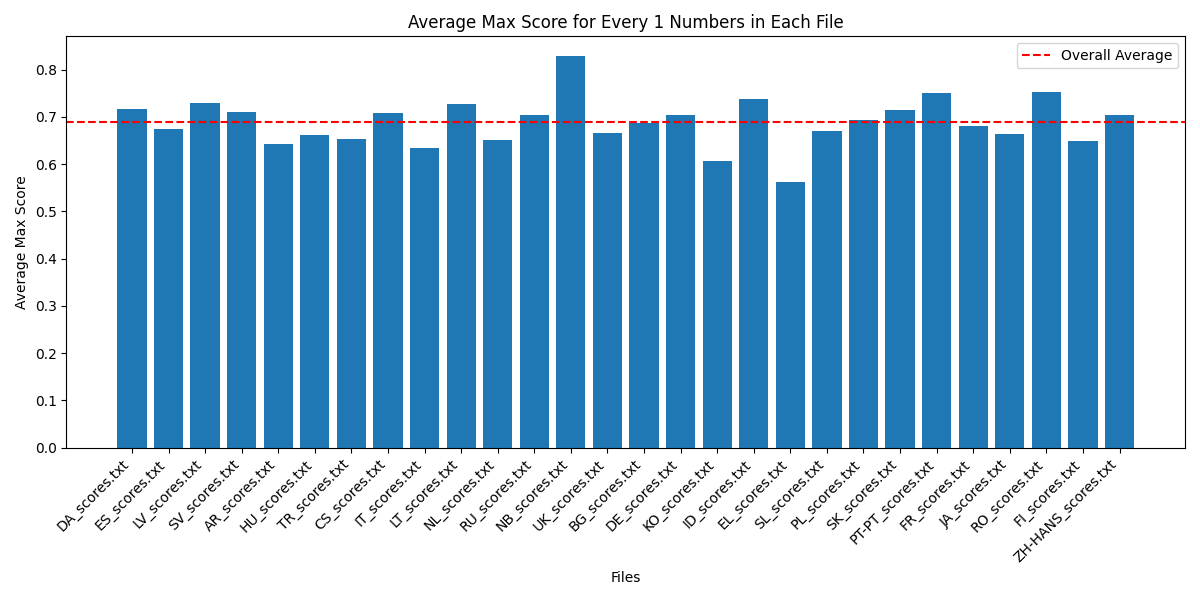 Average Max Score for Every 1 Numbers in Each File
Overall Average
Average Max Score
0.8
0.7
0.6
0.5
0.4
0.3
0.2
0.1
0.0
DA_scores.txt
ES_scores.txt
LV_scores.txt
SV_scores.txt
AR_scores.txt
HU_scores.txt
TR_scores.txt
CS_scores.txt
IT_scores.txt
LT_scores.txt
NL_scores.txt
RU_scores.txt
NB_scores.txt
UK_scores.txt
BG_scores.txt
DE_scores.txt
KO_scores.txt
ID_scores.txt
EL_scores.txt
SL_scores.txt
PL_scores.txt
SK_scores.txt
PT-PT_scores.txt
FR_scores.txt
JA_scores.txt
RO_scores.txt
FI_scores.txt
ZH-HANS_scores.txt
Files